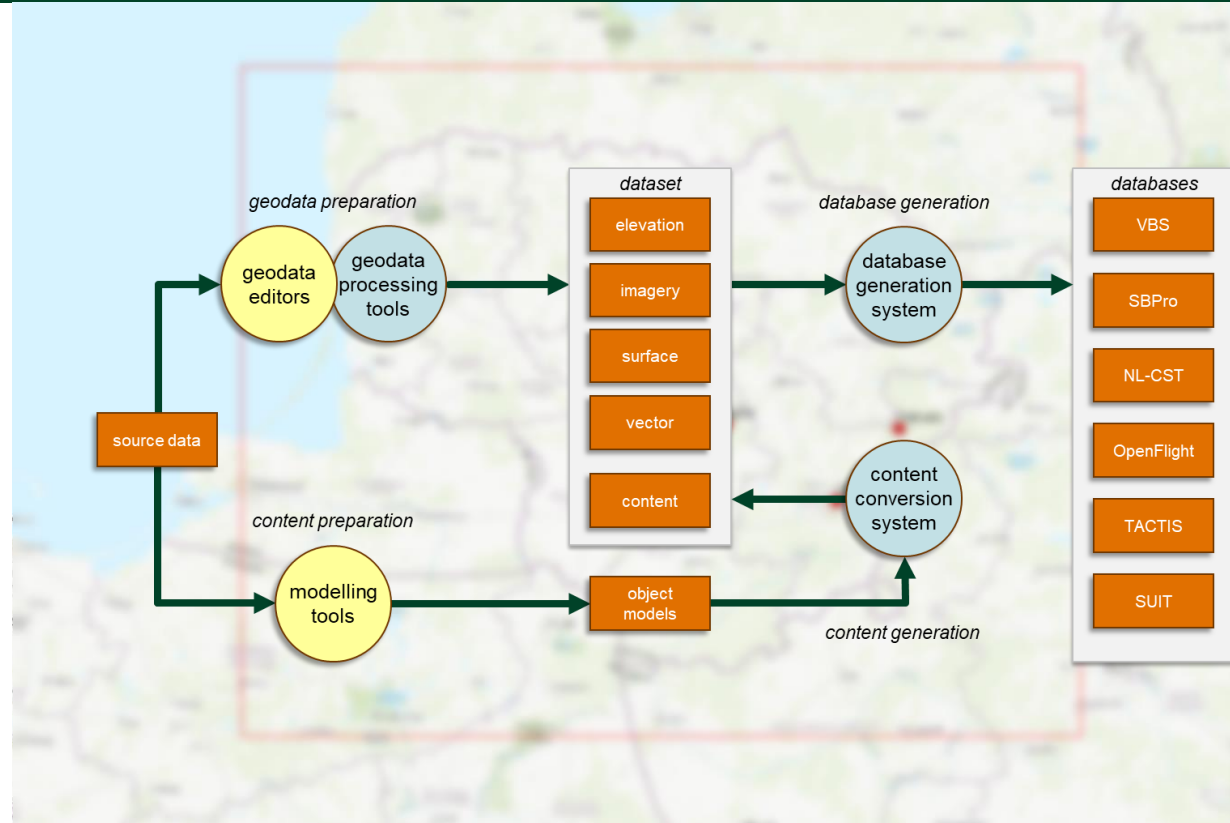 geodata preparation
geodata
editors
geodata
processing
tools
source data
content preparation
modelling
tools
dataset
elevation
imagery
surface
vector
content
object
models
database generation
database
generation
system
content
conversion
system
content generation
databases
VBS
SBPro
NL-CST
OpenFlight
TACTIS
SUIT